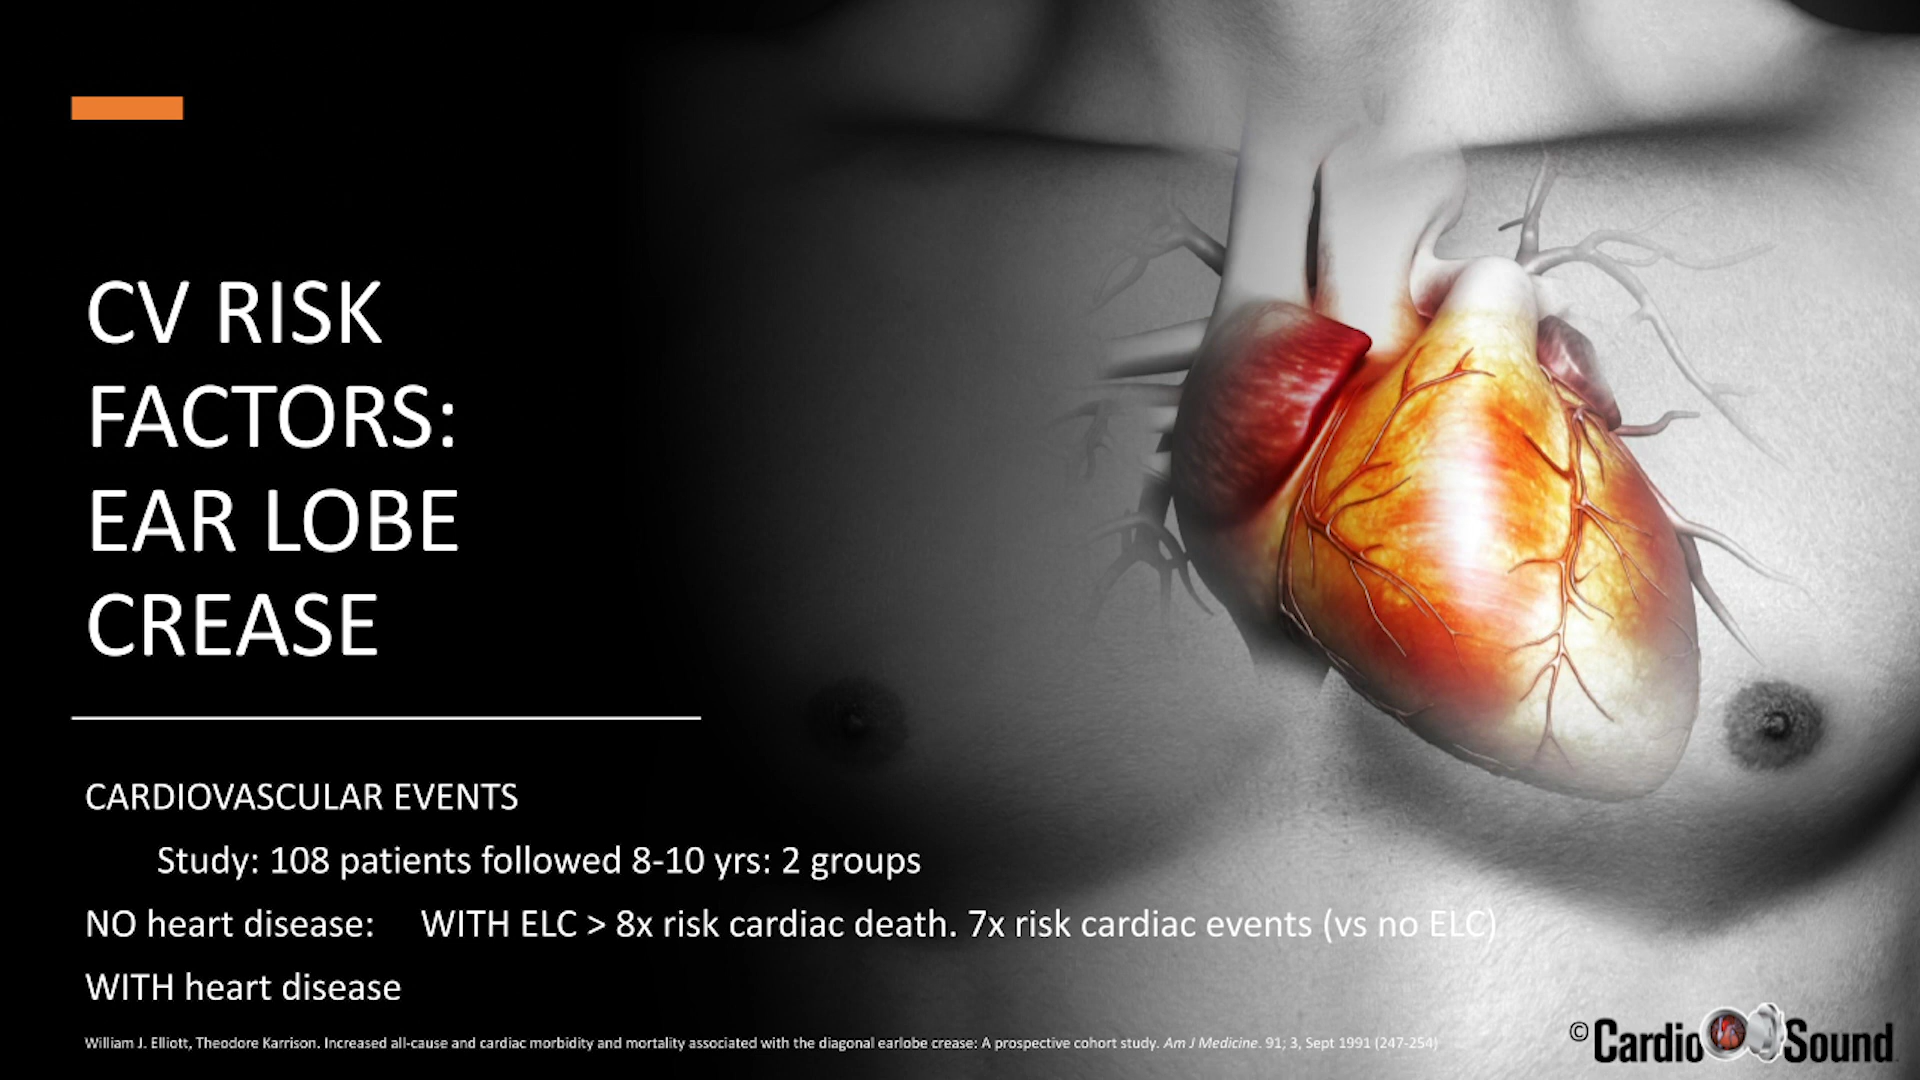 CV RISK
FACTORS:
EAR LOBE
CREASE
CARDIOVASCULAR EVENTS
Study: 108 patients followed 8-10 yrs: 2 groups
NO heart disease: WITH ELC > 8x risk cardiac death. 7x risk cardiac events (vs no ELC)
WITH heart disease
William J. Elliott, Theodore Karrison. Increased all-cause and cardiac morbidity and mortality associated with the diagonal earlobe crease: A prospective cohort study. Am J Medicine. 91; 3, Sept 1991 (247-254)
© Cardio Sound